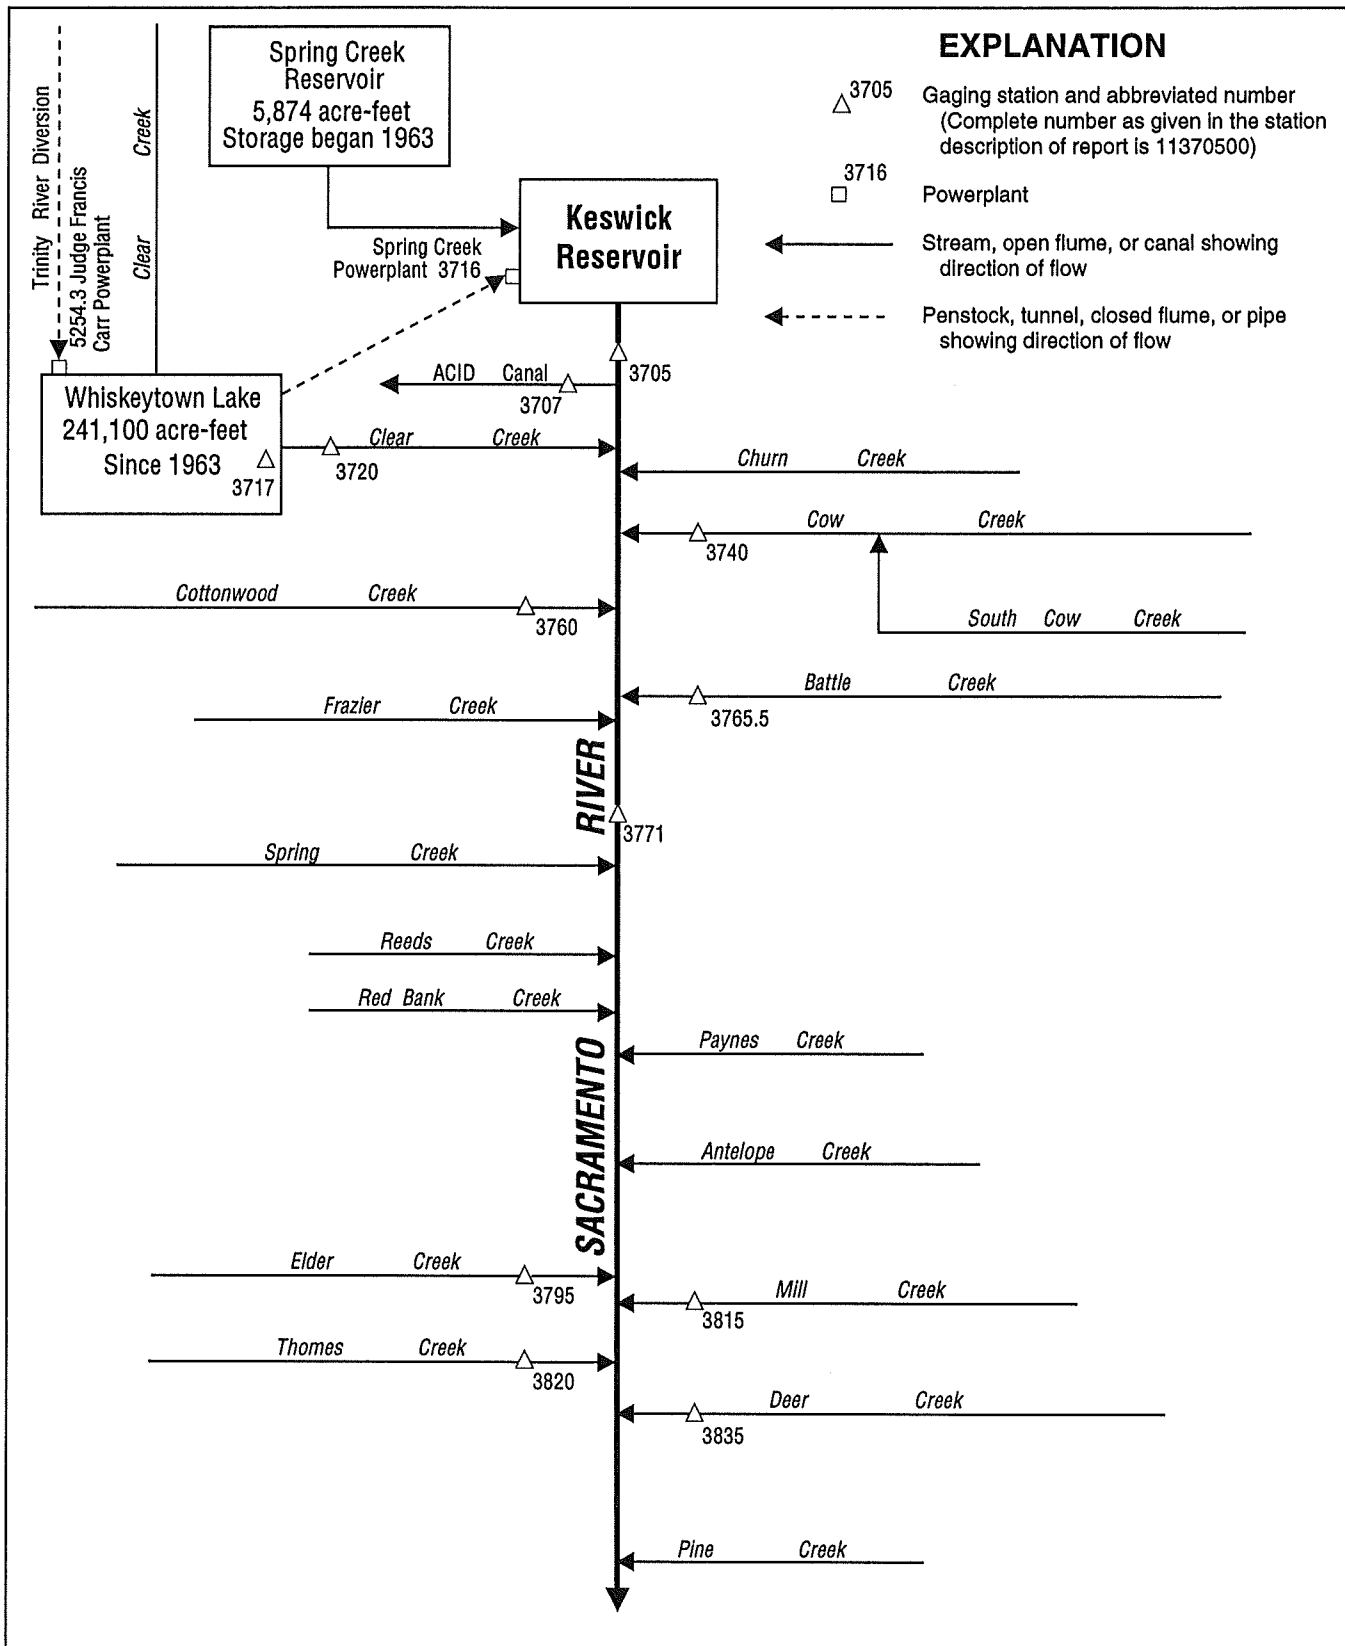 EXPLANATION
3705
Gaging station and abbreviated number
(Complete number as given in the station
description of report is 11370500)
3716
Powerplant
Stream, open flume, or canal showing
direction of flow
Penstock, tunnel, closed flume, or pipe
showing direction of flow
Trinity River Diversion
5254.3 Judge Francis
Carr Powerplant
Clear Creek
Spring Creek
Reservoir
5,874 acre-feet
Storage began 1963
Keswick
Reservoir
Spring Creek
Powerplant 3716
3705
ACID Canal
3707
Whiskeytown Lake
241,100 acre-feet
Since 1963
3717
Clear Creek
3720
Churn Creek
Cow Creek
3740
South Cow Creek
Cottonwood Creek
3760
Battle Creek
3765.5
Frazier Creek
RIVER
3771
Spring Creek
Reeds Creek
Red Bank Creek
Paynes Creek
SACRAMENTO
Antelope Creek
Elder Creek
3795
Mill Creek
3815
Thomes Creek
3820
Deer Creek
3835
Pine Creek